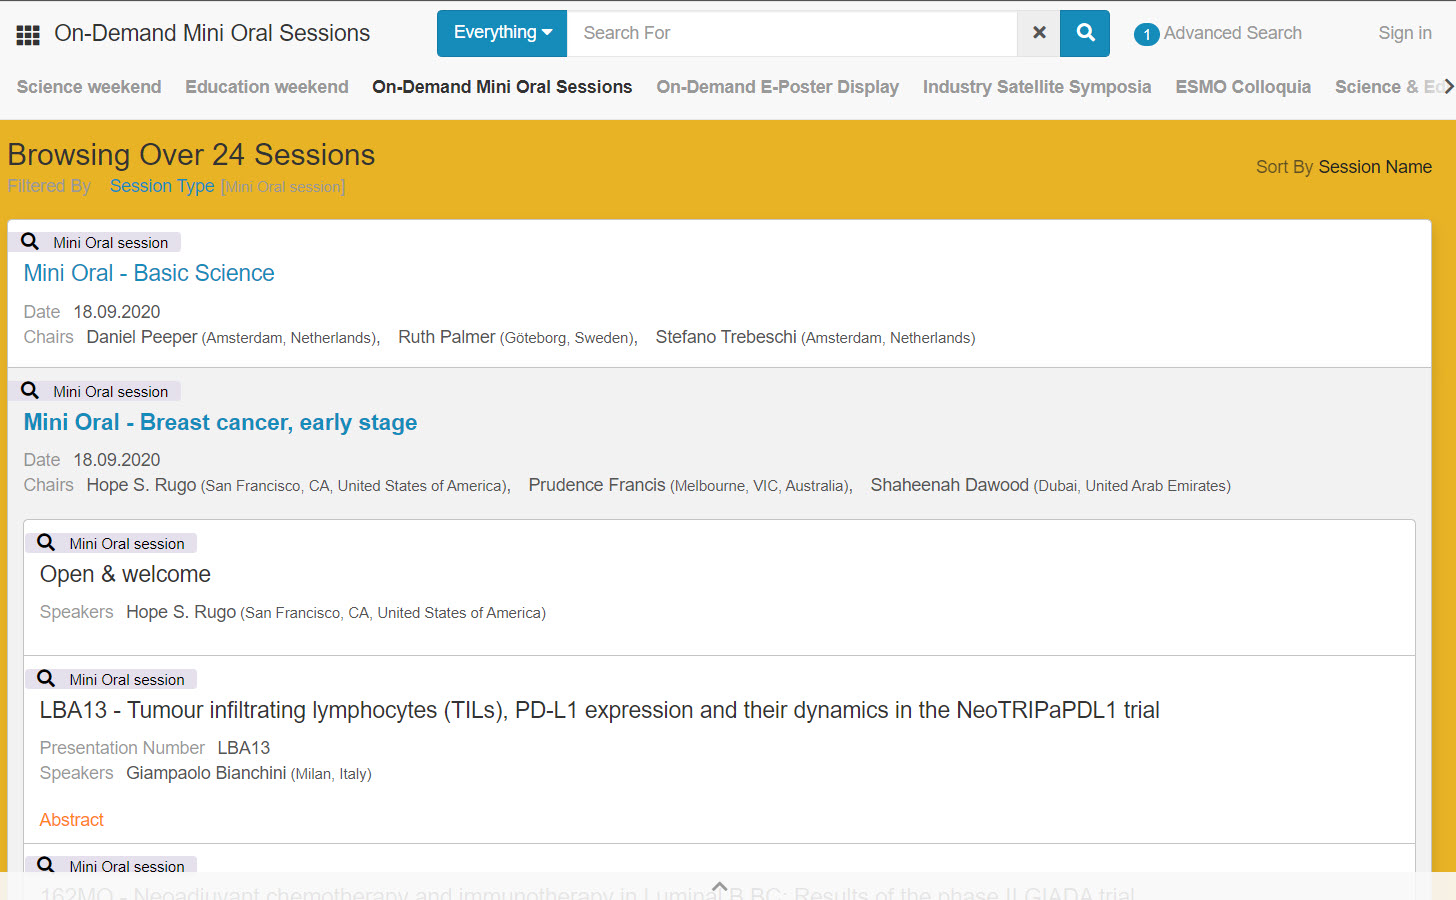 On-Demand Mini Oral Sessions
Everything
Search For
1 Advanced Search
Sign in
Science weekend
Education weekend
On-Demand Mini Oral Sessions
On-Demand E-Poster Display
Industry Satellite Symposia
ESMO Colloquia
Science & Ed
Browsing Over 24 Sessions
Sort By Session Name
Filtered By Session Type [Mini Oral session]
Mini Oral session
Mini Oral - Basic Science
Date 18.09.2020
Chairs Daniel Peeper (Amsterdam, Netherlands), Ruth Palmer (Göteborg, Sweden), Stefano Trebeschi (Amsterdam, Netherlands)
Mini Oral session
Mini Oral - Breast cancer, early stage
Date 18.09.2020
Chairs Hope S. Rugo (San Francisco, CA, United States of America), Prudence Francis (Melbourne, VIC, Australia), Shaheenah Dawood (Dubai, United Arab Emirates)
Mini Oral session
Open & welcome
Speakers Hope S. Rugo (San Francisco, CA, United States of America)
Mini Oral session
LBA13 - Tumour infiltrating lymphocytes (TILs), PD-L1 expression and their dynamics in the NeoTRIPaPDL1 trial
Presentation Number LBA13
Speakers Giampaolo Bianchini (Milan, Italy)
Abstract
Mini Oral session
162MO - Neoadjuvant chemotherapy and immunotherapy in Luminal B BC: Results of the phase II GIADA trial